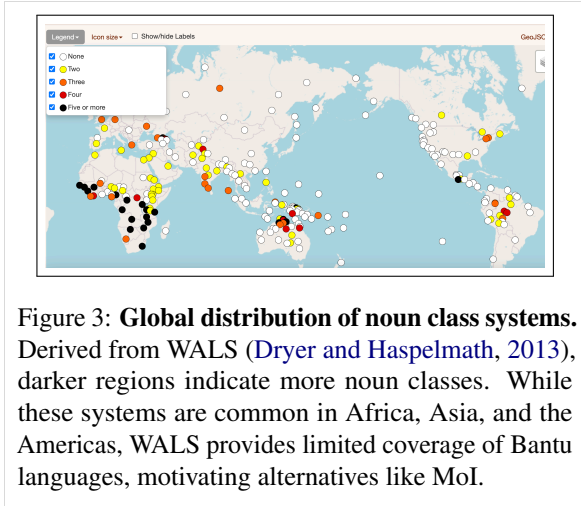 Legend Icon size Show/hide Labels GeoJSC
None
Two
Three
Four
Five or more
Figure 3: Global distribution of noun class systems.
Derived from WALS (Dryer and Haspelmath, 2013),
darker regions indicate more noun classes. While
these systems are common in Africa, Asia, and the
Americas, WALS provides limited coverage of Bantu
languages, motivating alternatives like MoI.